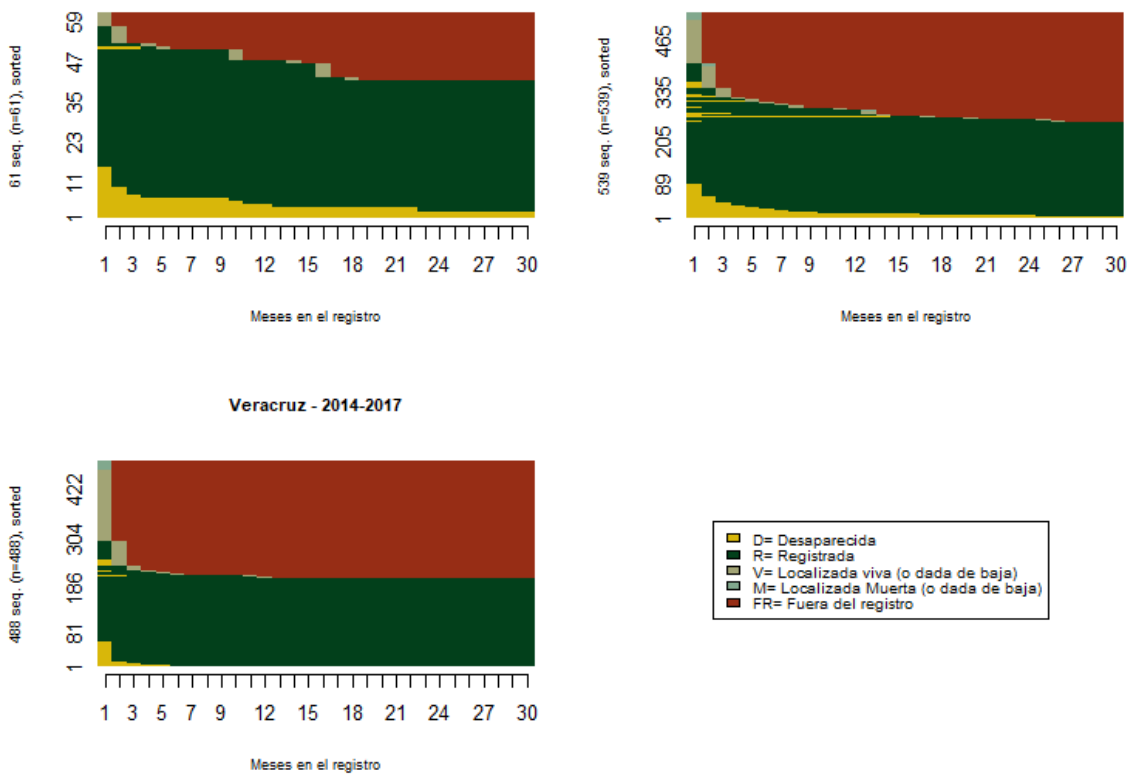 61 seq. (n=61), sorted
59
47
35
23
11
1
1 3 5 7 9 12 15 18 21 24 27 30
Meses en el registro
539 seq. (n=539), sorted
465
335
205
89
1
1 3 5 7 9 12 15 18 21 24 27 30
Meses en el registro
Veracruz - 2014-2017
488 seq. (n=488), sorted
422
304
186
81
1
1 3 5 7 9 12 15 18 21 24 27 30
Meses en el registro
D= Desaparecida
R= Registrada
V= Localizada viva (o dada de baja)
M= Localizada Muerta (o dada de baja)
FR= Fuera del registro